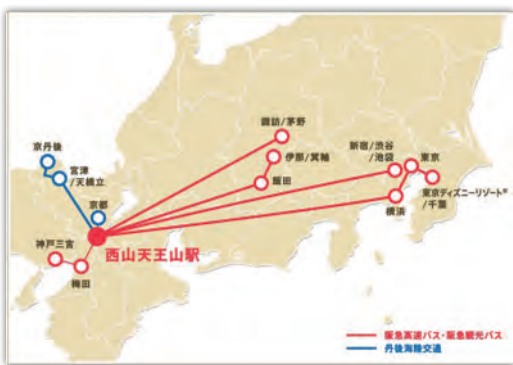 諏訪/茅野
伊那/箕輪
飯田
新宿/渋谷
/池袋
東京
東京ディズニーリゾート®
/千葉
横浜
京丹後
宮津
/天橋立
京都
西山天王山駅
神戸三宮
梅田
阪急高速バス・阪急観光バス
丹後海陸交通